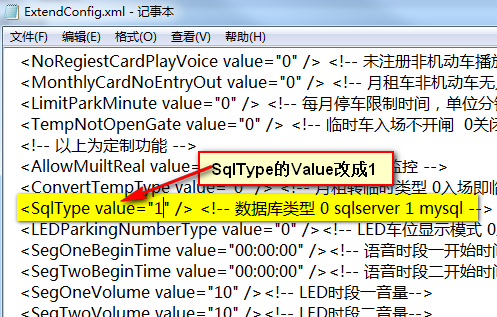 ExtendConfig.xml - 记事本
文件(F) 编辑(E) 格式(O) 查看(V) 帮助(H)
<NoRegiestCardPlayVoice value="0" /> <!-- 未注册非机动车播
<MonthlyCardNoEntryOut value="0" /> <!-- 月租车非机动车无
<LimitParkMinute value="0" /> <!-- 每月停车限制时间，单位分
<TempNotOpenGate value="0" /> <!-- 临时车入场不开闸 0关
<!-- 以上为定制功能 -->
<AllowMuiltReal value= 监控 -->
SqlType的Value改成1
<ConvertTempType value="0" /> <!-- 月租转临时类型 0入场即
<SqlType value="1" /> <!-- 数据库类型 0 sqlserver 1 mysql -->
<LEDParkingNumberType value="0" /> <!-- LED车位显示模式 0
<SegOneBeginTime value="00:00:00" /> <!-- 语音时段一开始时
<SegTwoBeginTime value="00:00:00" /> <!-- 语音时段二开始时
<SegOneVolume value="10" /> <!-- LED时段一音量-->
<SegTwoVolume value="10" /> <!-- LED时段二音量-->